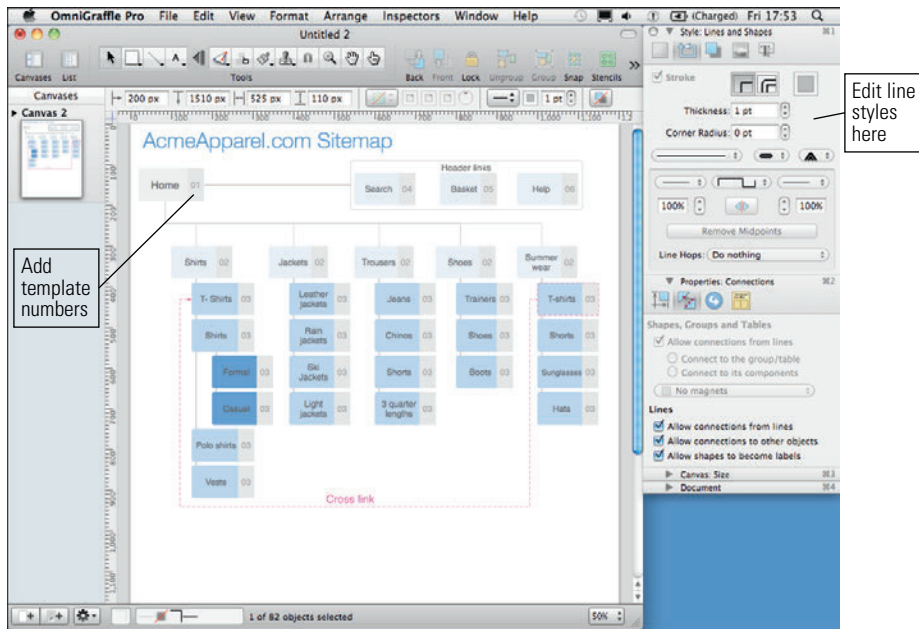 OmniGraffle Pro File Edit View Format Arrange Inspectors Window Help (Charged) Fri 17:53
Untitled 2
Style: Lines and Shapes ⌘1
Canvases List
Tools
Back Front Lock Ungroup Group Snap Stencils
Stroke
Canvases
200 px 1510 px 525 px 110 px 1 pt
Thickness: 1 pt
Corner Radius: 0 pt
Edit line
styles
here
Canvas 2
AcmeApparel.com Sitemap
Header links
Home 01
Search 04 Basket 05 Help 06
100% 100%
Remove Midpoints
Line Hops: Do nothing
Add
template
numbers
Shirts 02 Jackets 02 Trousers 02 Shoes 02 Summer wear 02
T- Shirts 03 Leather jackets 03 Jeans 03 Trainers 03 T-shirts 03
Shirts 03 Rain jackets 03 Chinos 03 Shoes 03 Shorts 03
Formal 03 Ski Jackets 03 Shorts 03 Boots 03 Sunglasses 03
Casual 03 Light jackets 03 3 quarter lengths 03 Hats 03
Polo shirts 03
Vests 03
Cross link
Properties: Connections ⌘2
Shapes, Groups and Tables
Allow connections from lines
Connect to the group/table
Connect to its components
No magnets
Lines
Allow connections from lines
Allow connections to other objects
Allow shapes to become labels
Canvas: Size ⌘3
Document ⌘4
1 of 82 objects selected
50%